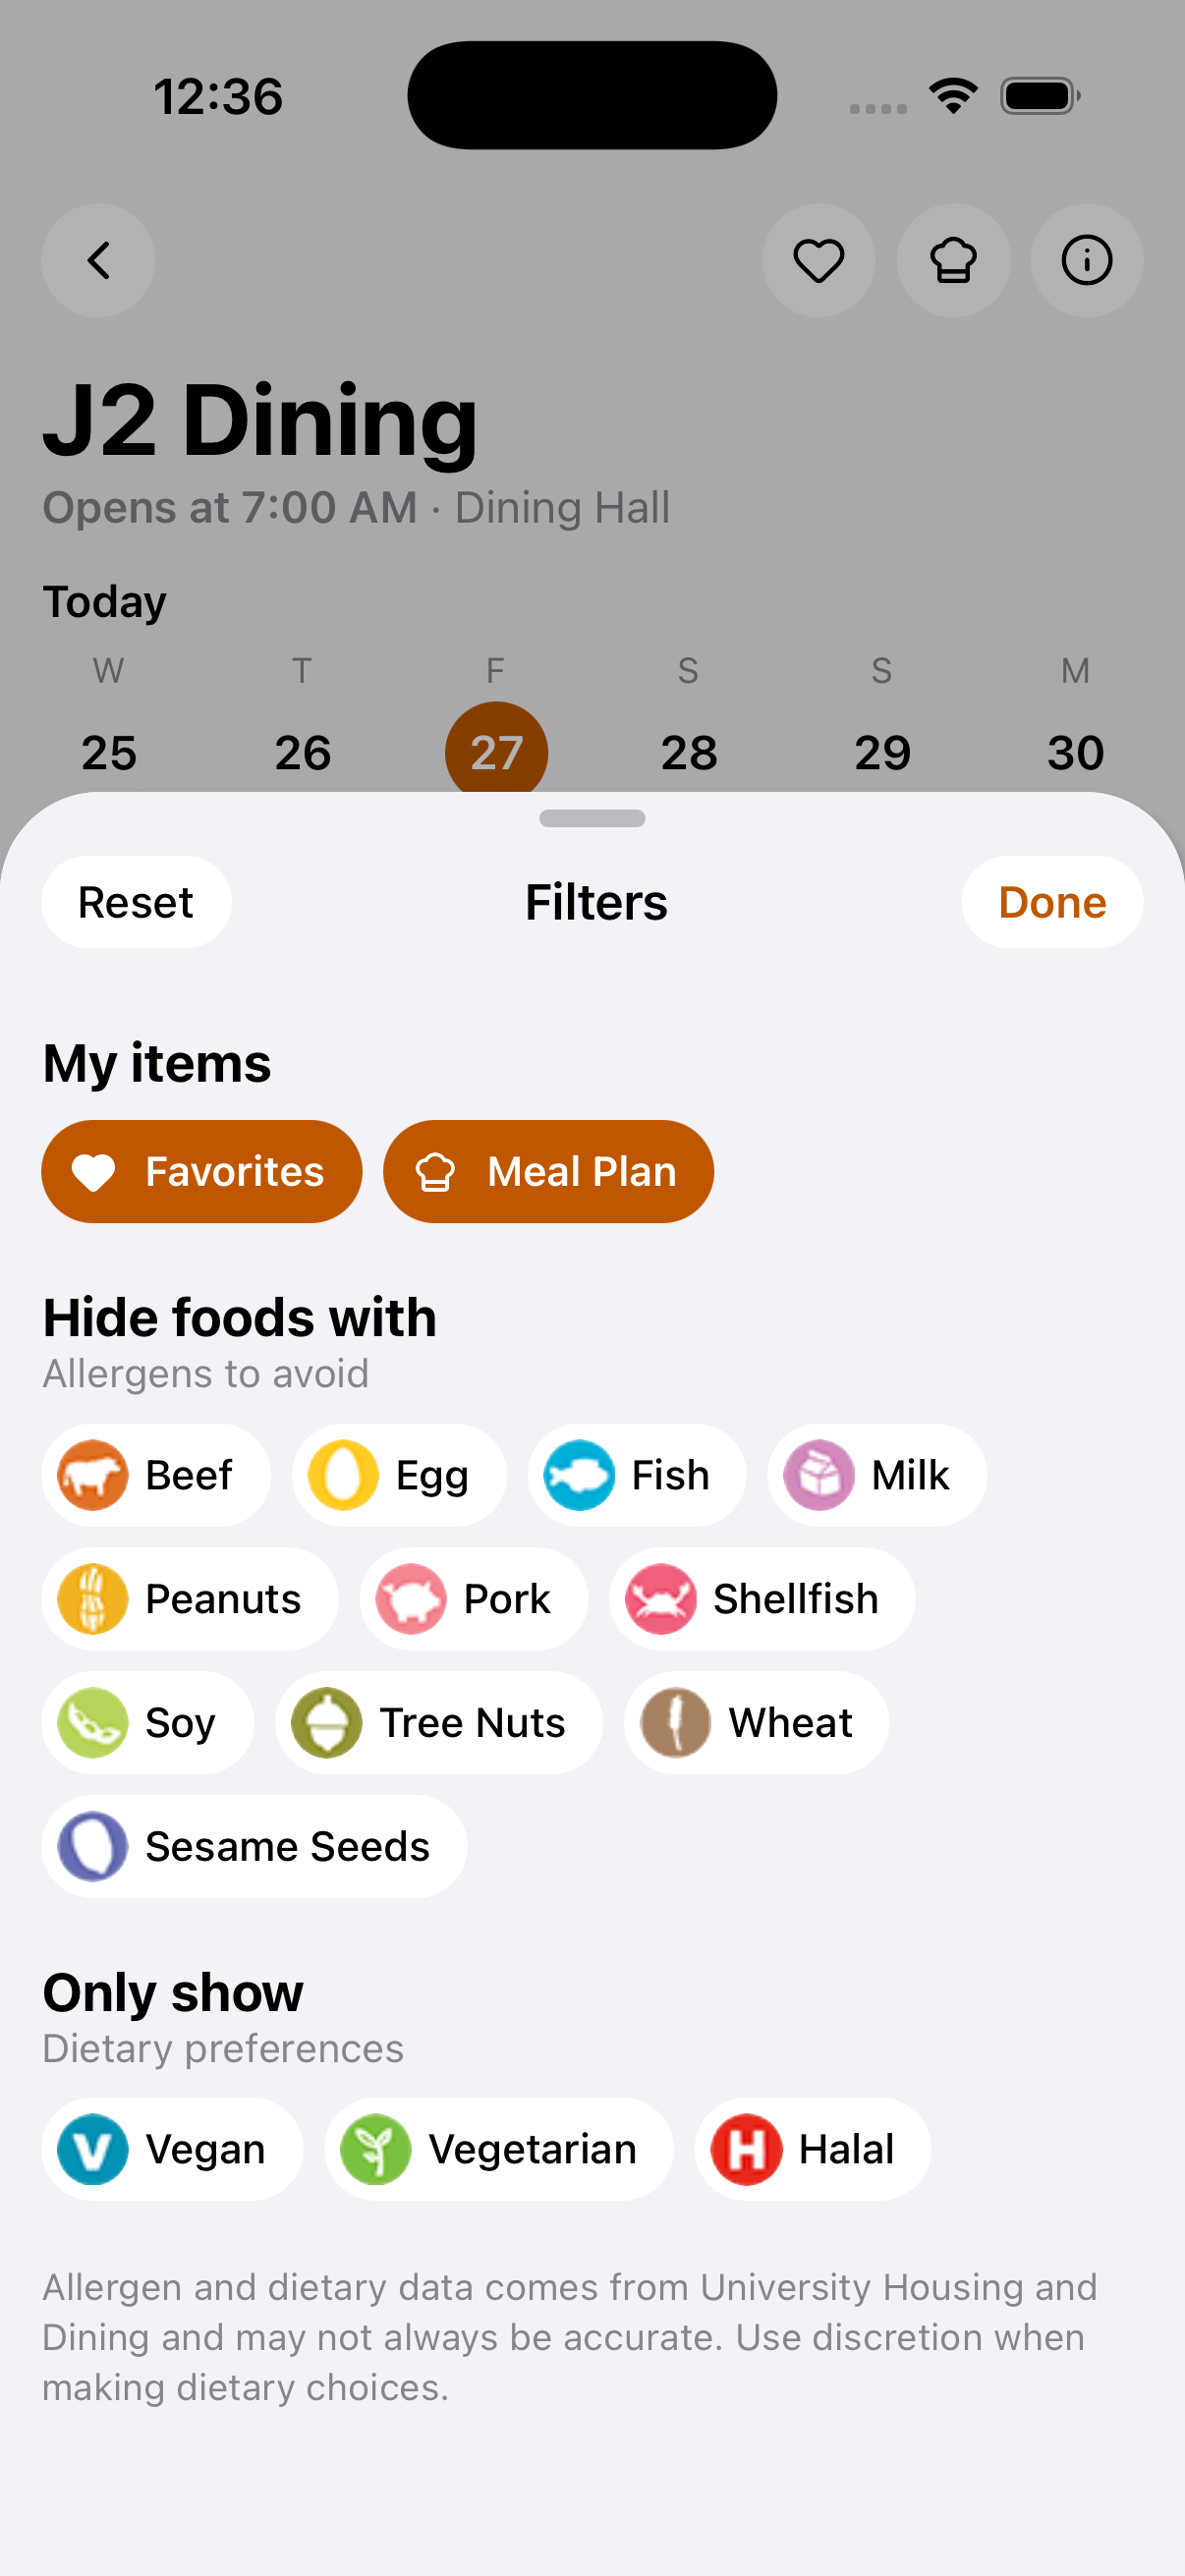 12:36
J2 Dining
Opens at 7:00 AM · Dining Hall
Today
W T F S S M
25 26 27 28 29 30
Reset Filters Done
My items
Favorites Meal Plan
Hide foods with
Allergens to avoid
Beef Egg Fish Milk
Peanuts Pork Shellfish
Soy Tree Nuts Wheat
Sesame Seeds
Only show
Dietary preferences
V Vegan Vegetarian H Halal
Allergen and dietary data comes from University Housing and
Dining and may not always be accurate. Use discretion when
making dietary choices.